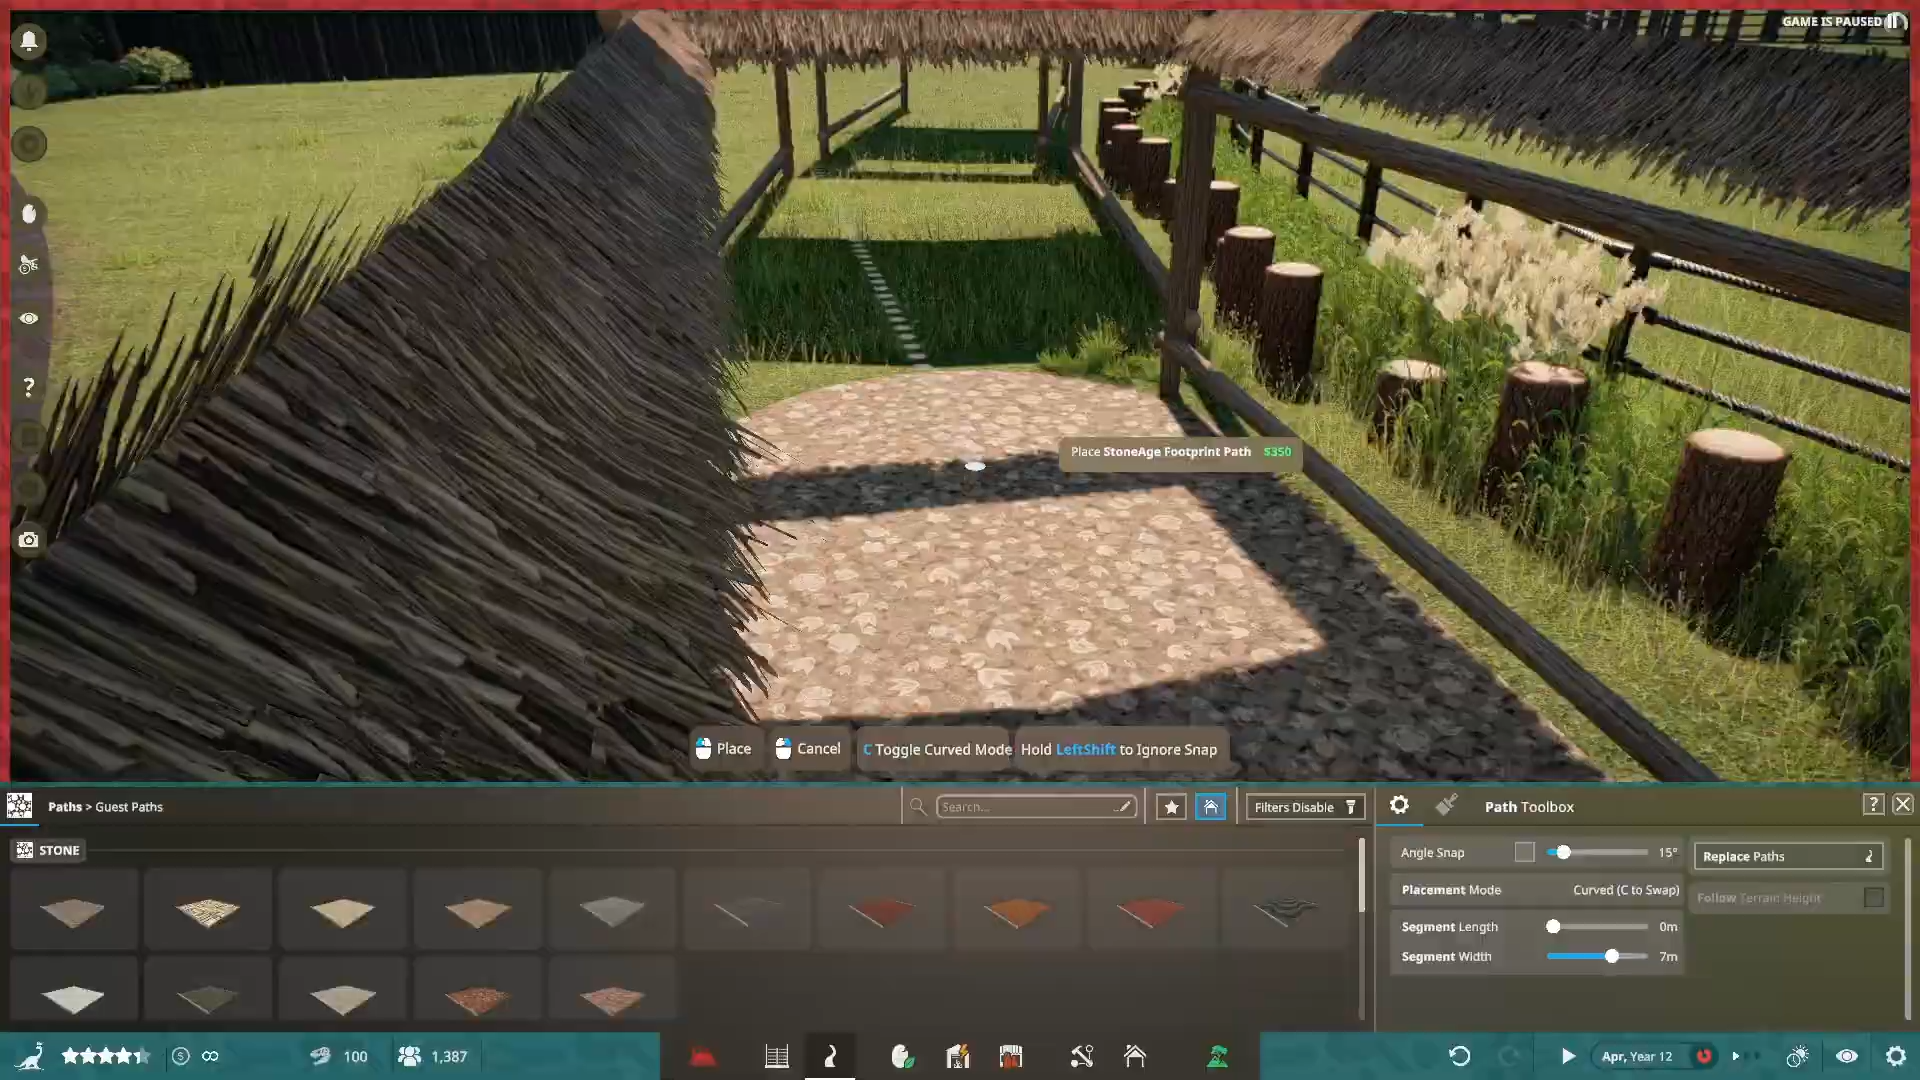 GAME IS PAUSED
Place StoneAge Footprint Path $350
Place
Cancel
C Toggle Curved Mode
Hold LeftShift to Ignore Snap
Paths > Guest Paths
Search...
Filters Disable
Path Toolbox
?
STONE
Angle Snap
15°
Replace Paths
Placement Mode
Curved (C to Swap)
Follow Terrain Height
Segment Length
0m
Segment Width
7m
100
1,387
Apr, Year 12